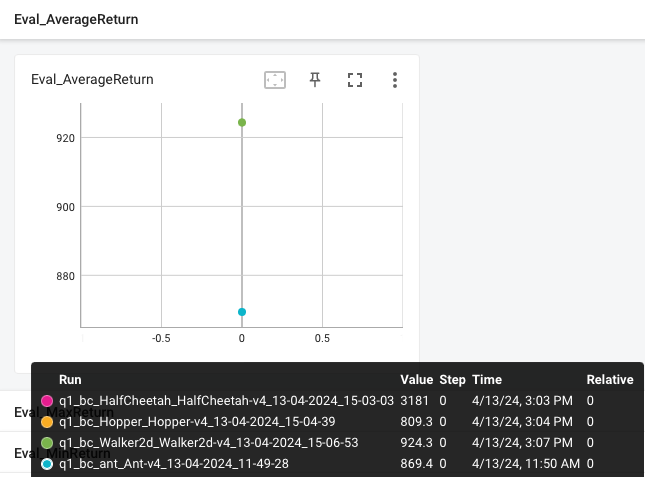 Eval_AverageReturn
Eval_AverageReturn
920
900
880
-0.5 0 0.5
Run Value Step Time Relative
q1_bc_HalfCheetah_HalfCheetah-v4_13-04-2024_15-03-03 3181 0 4/13/24, 3:03 PM 0
Eval_MaxReturn
q1_bc_Hopper_Hopper-v4_13-04-2024_15-04-39 809.3 0 4/13/24, 3:04 PM 0
q1_bc_Walker2d_Walker2d-v4_13-04-2024_15-06-53 924.3 0 4/13/24, 3:07 PM 0
Eval_MinReturn
q1_bc_ant_Ant-v4_13-04-2024_11-49-28 869.4 0 4/13/24, 11:50 AM 0